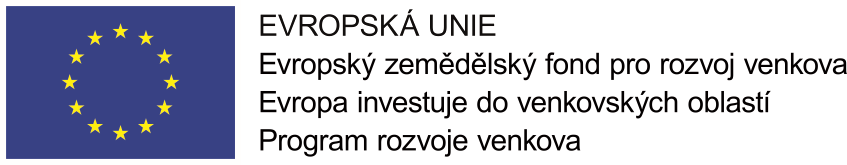 EVROPSKÁ UNIE
Evropský zemědělský fond pro rozvoj venkova
Evropa investuje do venkovských oblastí
Program rozvoje venkova